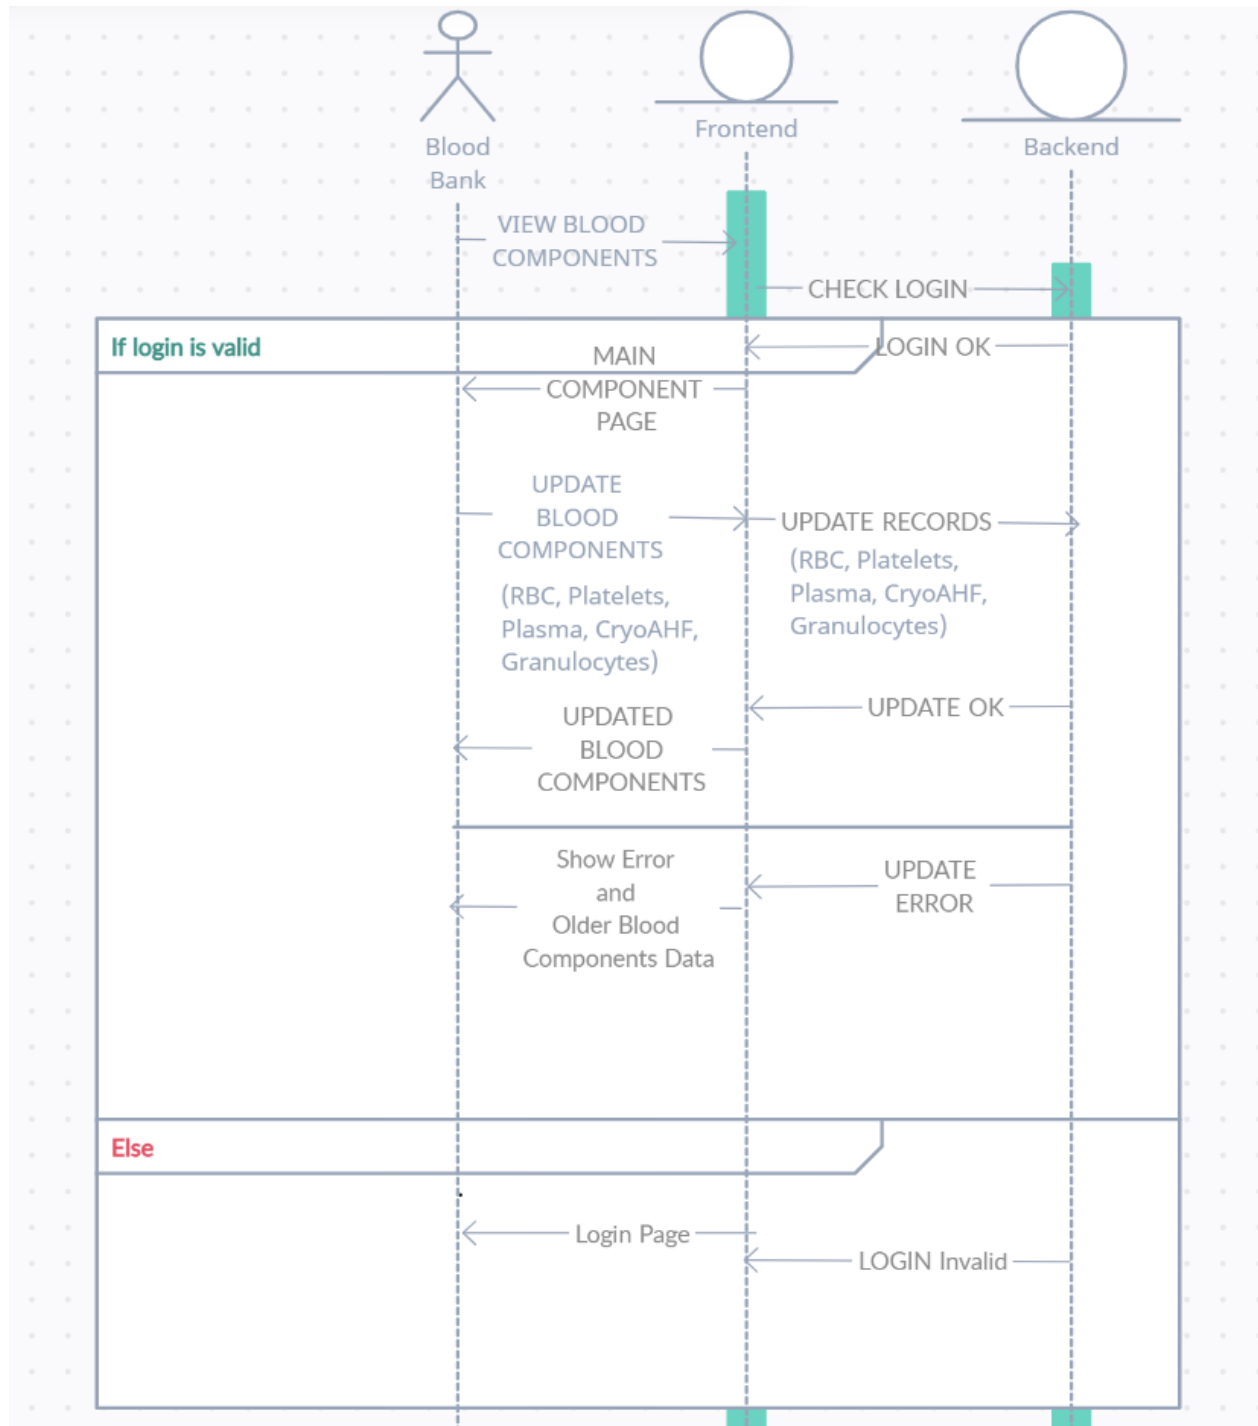 Blood
Bank
Frontend
Backend
VIEW BLOOD
COMPONENTS
CHECK LOGIN
If login is valid
LOGIN OK
MAIN
COMPONENT
PAGE
UPDATE
BLOOD
COMPONENTS
(RBC, Platelets,
Plasma, CryoAHF,
Granulocytes)
UPDATE RECORDS
(RBC, Platelets,
Plasma, CryoAHF,
Granulocytes)
UPDATE OK
UPDATED
BLOOD
COMPONENTS
UPDATE
ERROR
Show Error
and
Older Blood
Components Data
Else
Login Page
LOGIN Invalid